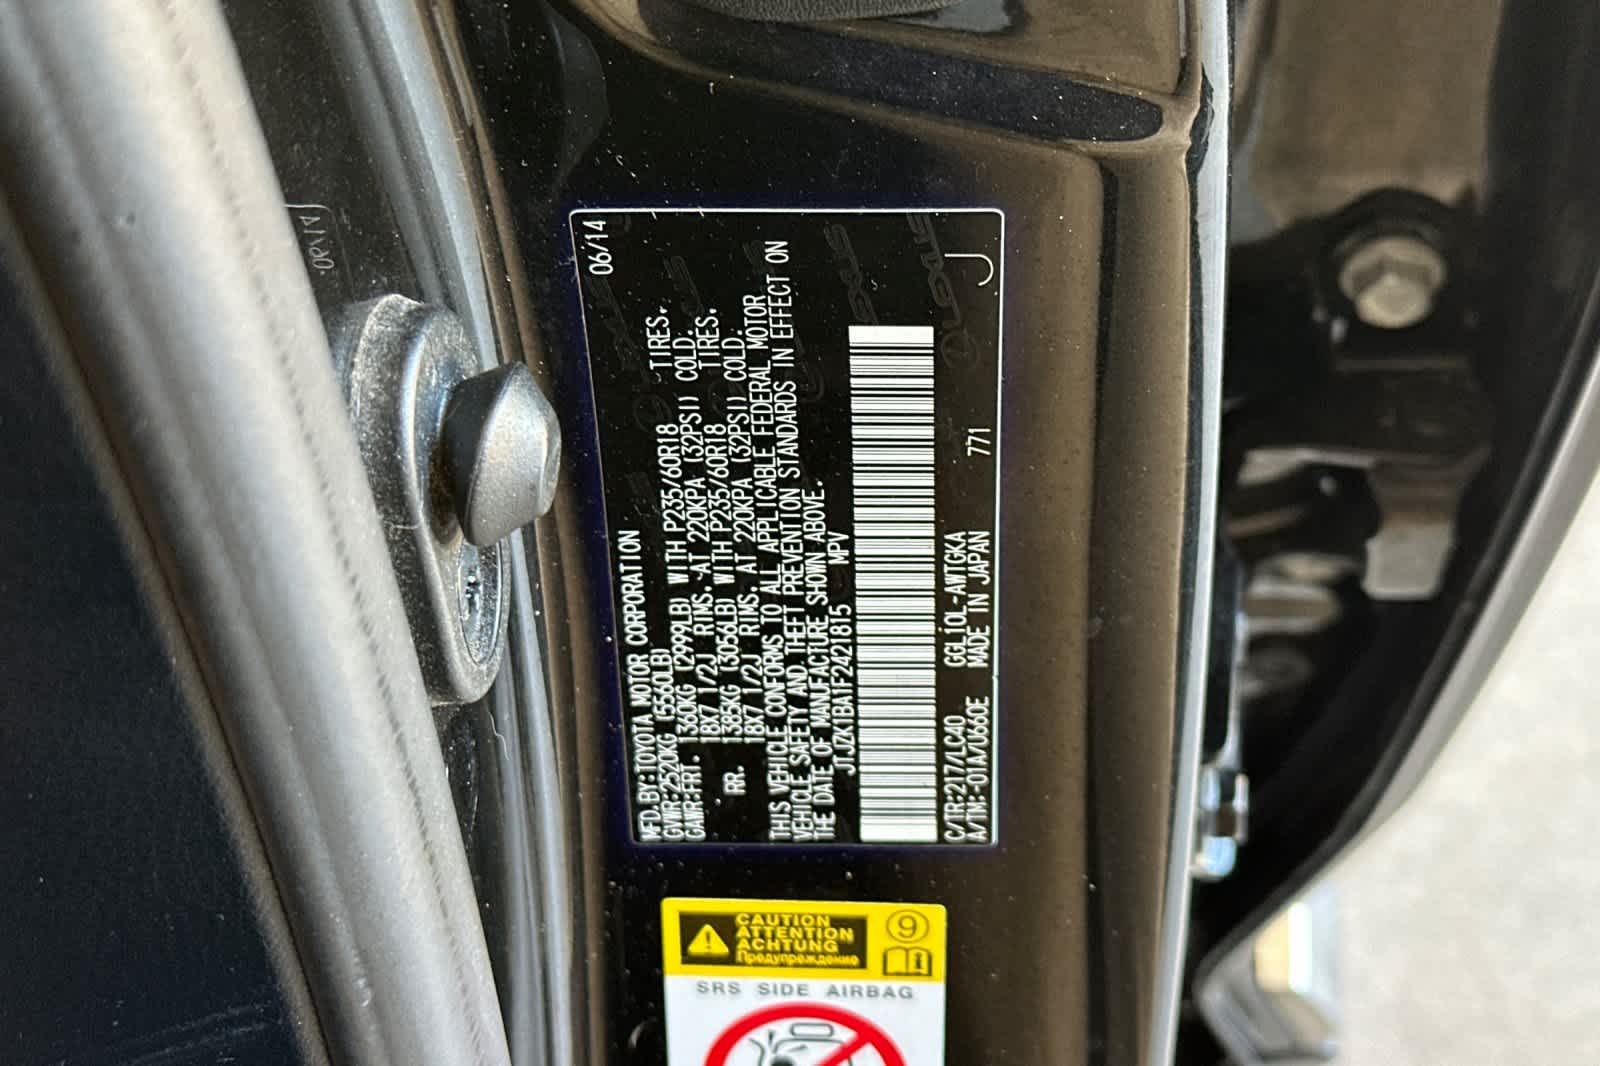 06/14
MFD.BY:TOYOTA MOTOR CORPORATION
GVWR:2520KG (5560LB)
GAWR:FRT. 1360KG (2999LB) WITH P235/60R18 TIRES.
18X7 1/2J RIMS. AT 220KPA (32PSI) COLD.
RR. 1385KG (3056LB) WITH P235/60R18 TIRES.
18X7 1/2J RIMS. AT 220KPA (32PSI) COLD.
THIS VEHICLE CONFORMS TO ALL APPLICABLE FEDERAL MOTOR
VEHICLE SAFETY AND THEFT PREVENTION STANDARDS IN EFFECT ON
THE DATE OF MANUFACTURE SHOWN ABOVE.
JTJZK1BA1F2421815 MPV
C/TR:217/LC40 GGL10L-AWTGKA
A/TM:-01A/U660E MADE IN JAPAN 771 J
CAUTION
ATTENTION
ACHTUNG
Предупреждение
9
SRS SIDE AIRBAG